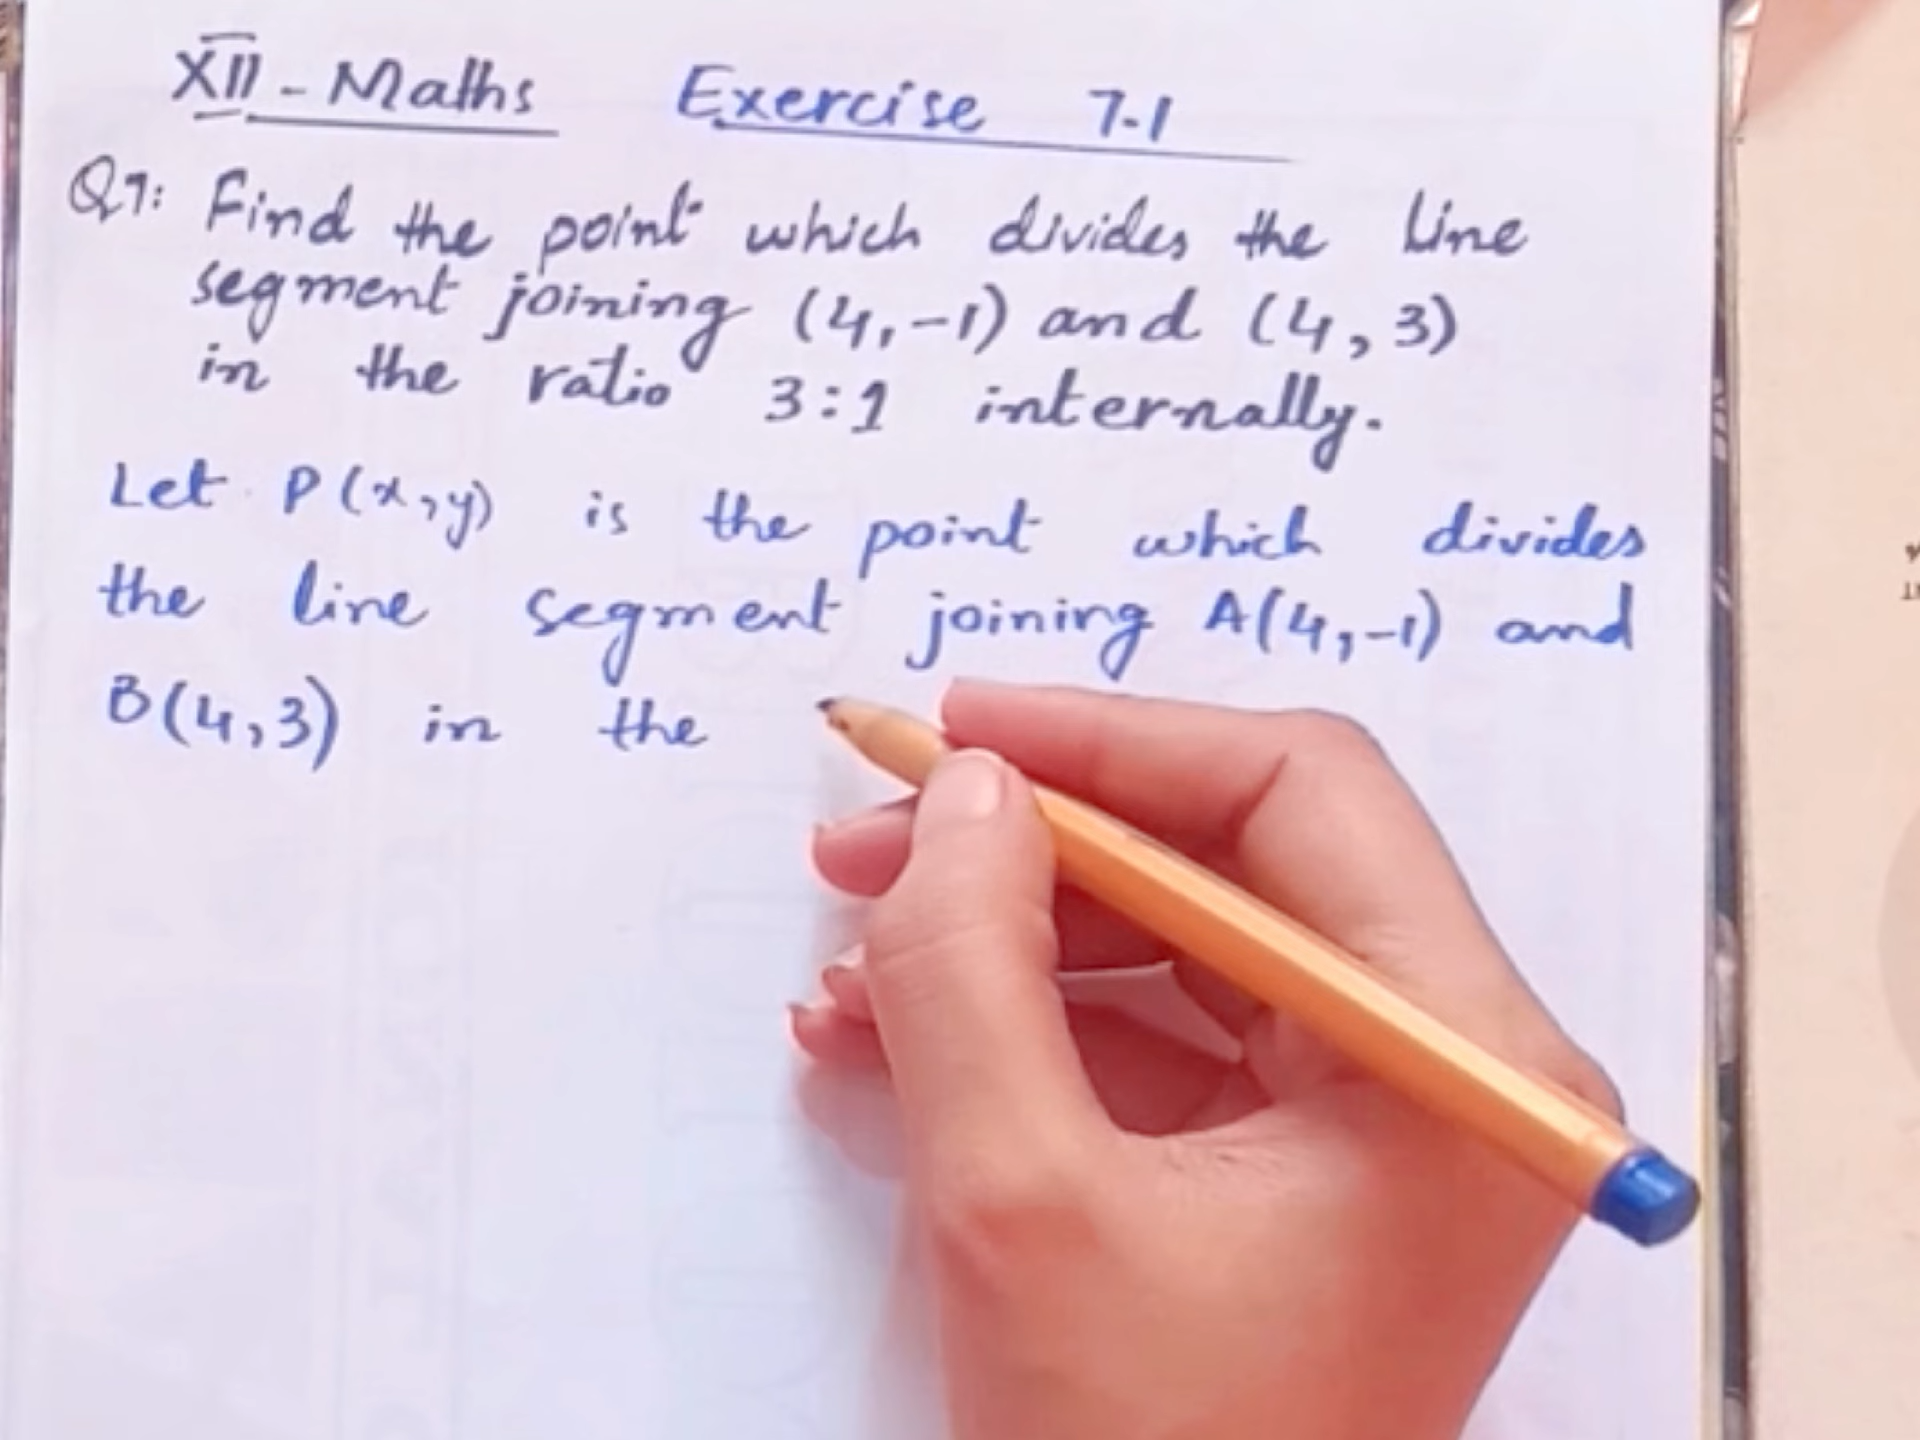 XII - Maths Exercise 7.1
Q7: Find the point which divides the line
segment joining (4, -1) and (4, 3)
in the ratio 3:1 internally.
Let P(x, y) is the point which divides
the line segment joining A(4, -1) and
B(4, 3) in the